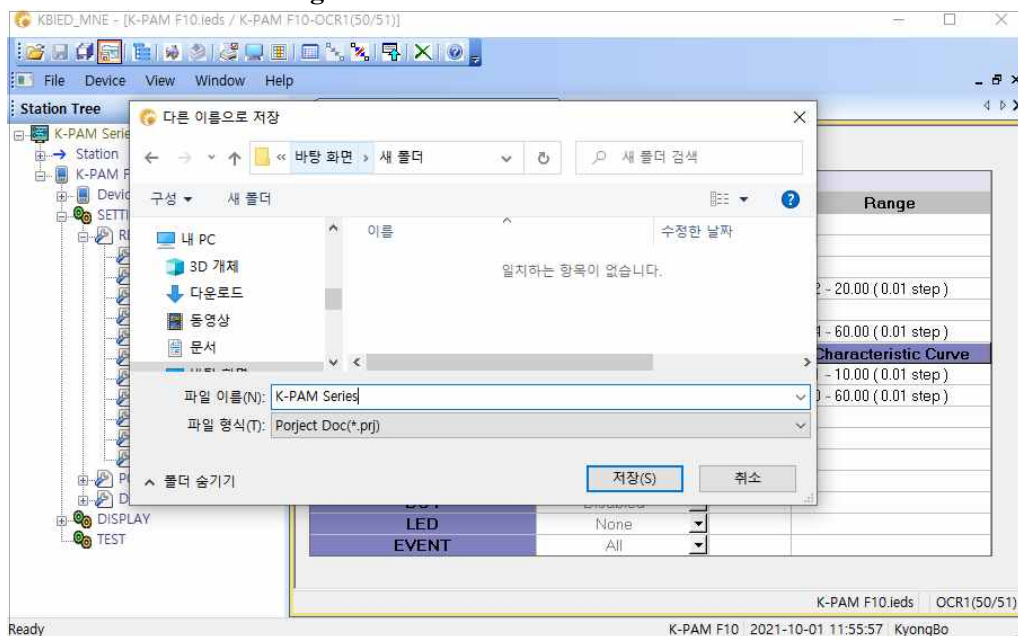 KBIED_MNE - [K-PAM F10.ieds / K-PAM F10-OCR1(50/51)]
File Device View Window Help
Station Tree
K-PAM Serie
Station
K-PAM F
Devic
SETTI
RE
P
D
DISPLAY
TEST
다른 이름으로 저장
« 바탕 화면 › 새 폴더
새 폴더 검색
구성 새 폴더
이름 수정한 날짜
내 PC
3D 개체
다운로드
동영상
문서
일치하는 항목이 없습니다.
파일 이름(N): K-PAM Series
파일 형식(T): Porject Doc(*.prj)
폴더 숨기기
저장(S) 취소
Range
- 20.00 ( 0.01 step )
- 60.00 ( 0.01 step )
Characteristic Curve
- 10.00 ( 0.01 step )
- 60.00 ( 0.01 step )
LED None
EVENT All
K-PAM F10.ieds OCR1(50/51)
Ready K-PAM F10 2021-10-01 11:55:57 KyongBo